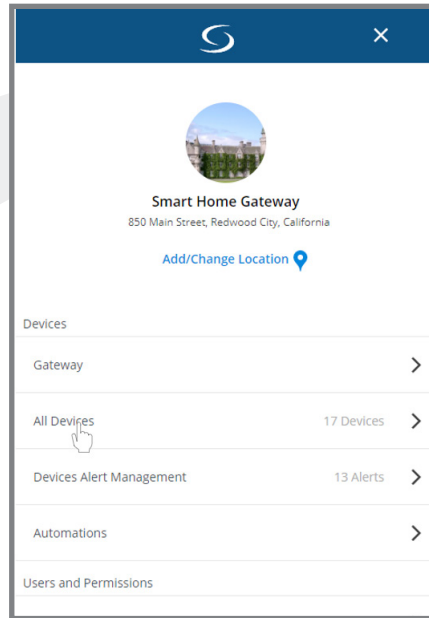 Smart Home Gateway
850 Main Street, Redwood City, California
Add/Change Location
Devices
Gateway
All Devices 17 Devices
Devices Alert Management 13 Alerts
Automations
Users and Permissions